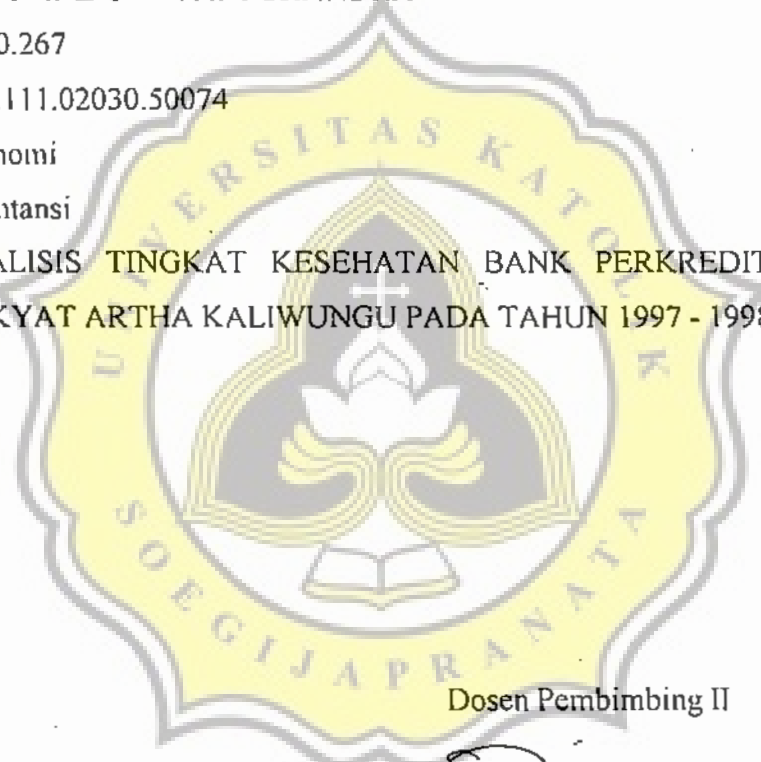 0.267
111.02030.50074
nomi
ntansi
ALISIS TINGKAT KESEHATAN BANK PERKREDIT
KYAT ARTHA KALIWUNGU PADA TAHUN 1997 - 1998
UNIVERSITAS KATOLIK
SOEGIJAPRANATA
Dosen Pembimbing II